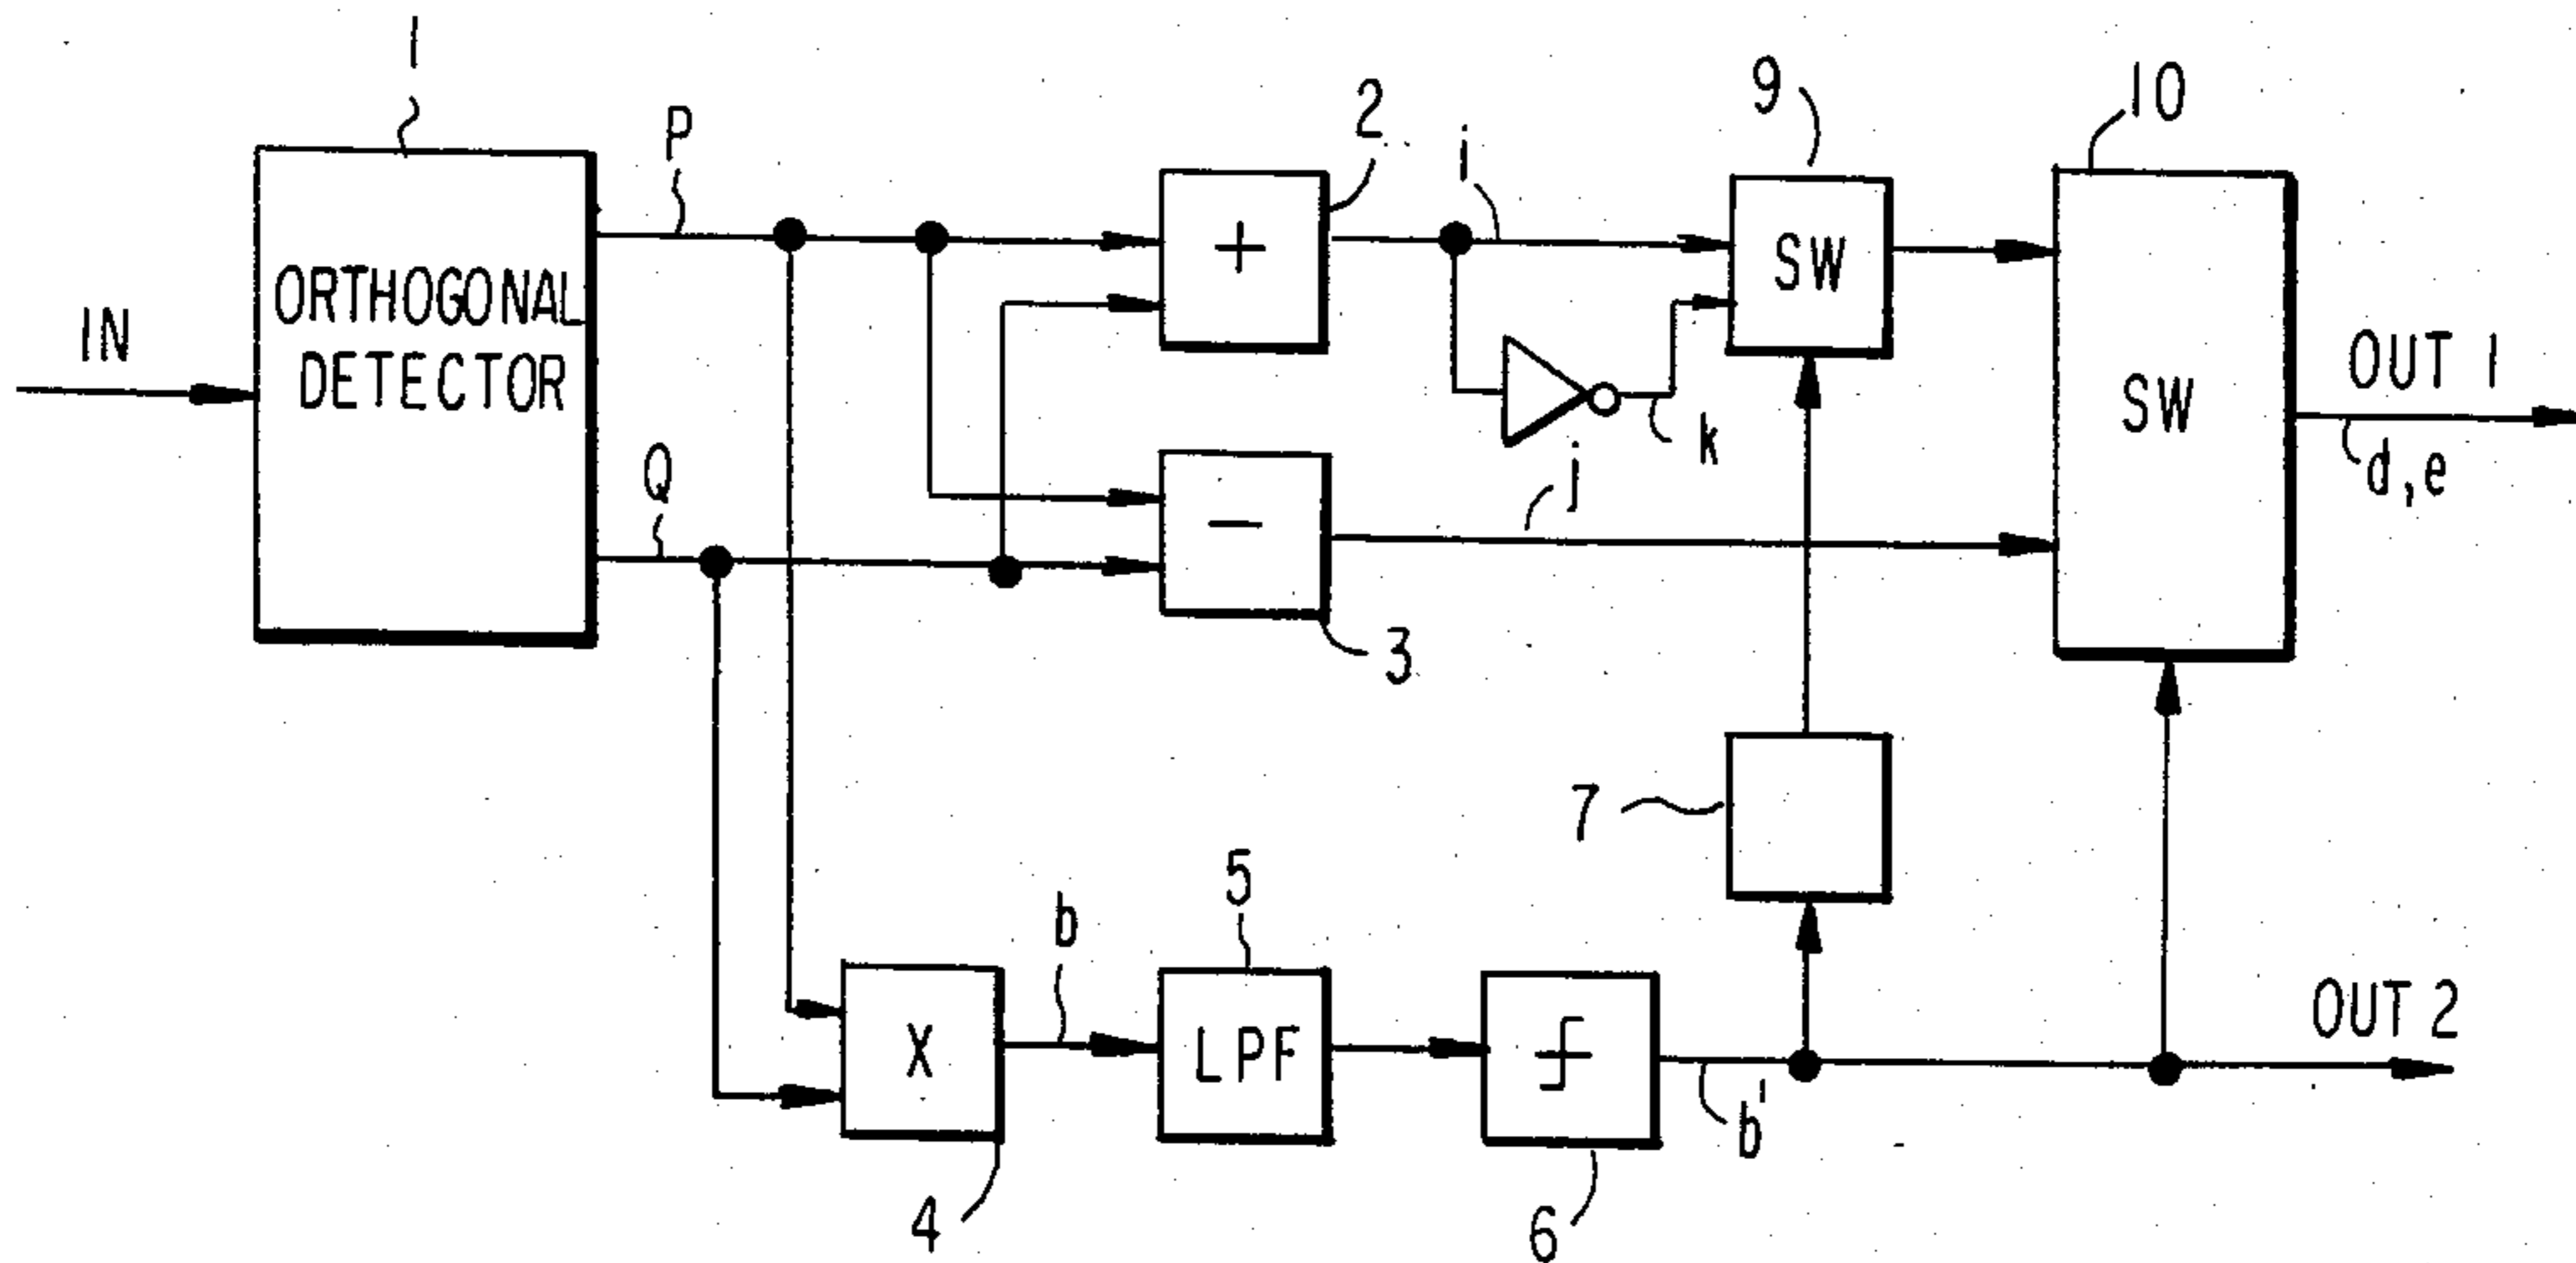 1
P
2
i
9
10
+
SW
IN
ORTHOGONAL
DETECTOR
SW
OUT 1
k
d,e
Q
j
−
3
7
5
b
X
LPF
b'
OUT 2
4
6